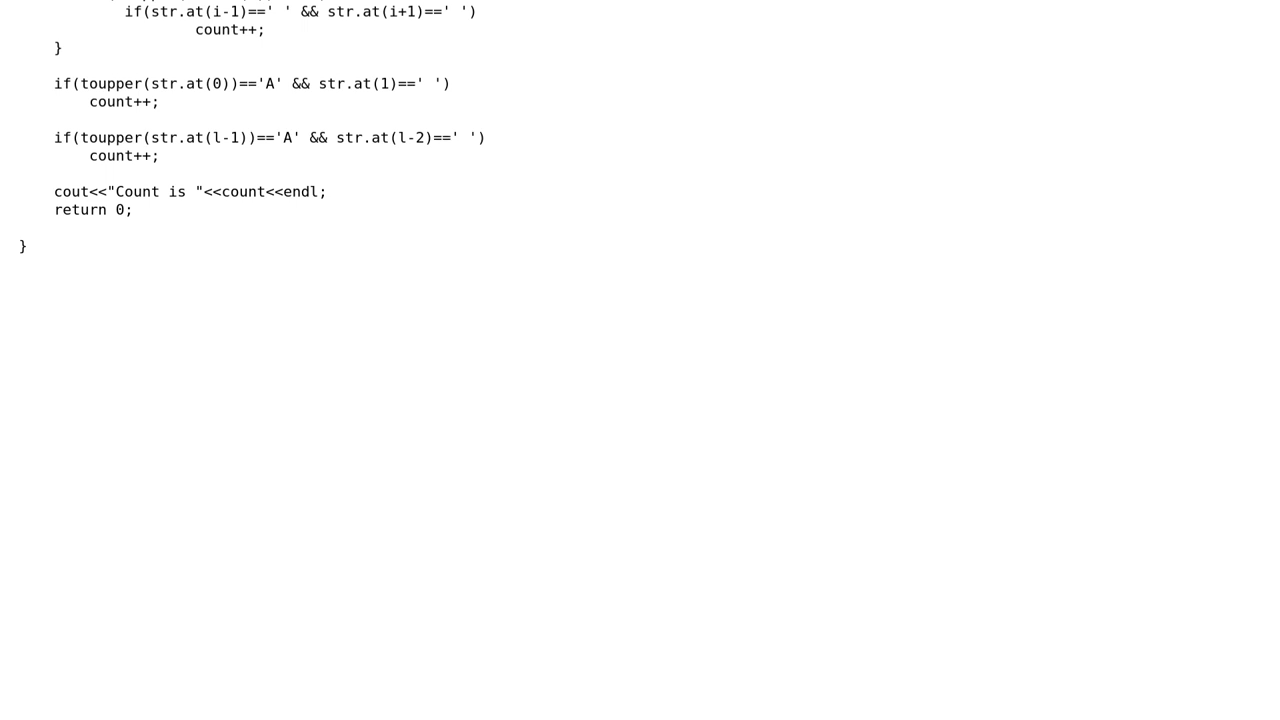 if(str.at(i-1)==' ' && str.at(i+1)==' ')
count++;
}
if(toupper(str.at(0))=='A' && str.at(1)==' ')
count++;
if(toupper(str.at(l-1))=='A' && str.at(l-2)==' ')
count++;
cout<<"Count is "<<count<<endl;
return 0;
}